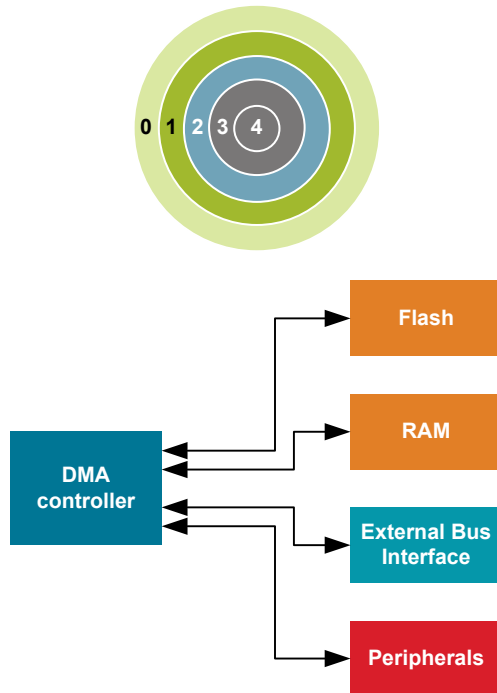 0 1 2 3 4
Flash
RAM
DMA
controller
External Bus
Interface
Peripherals